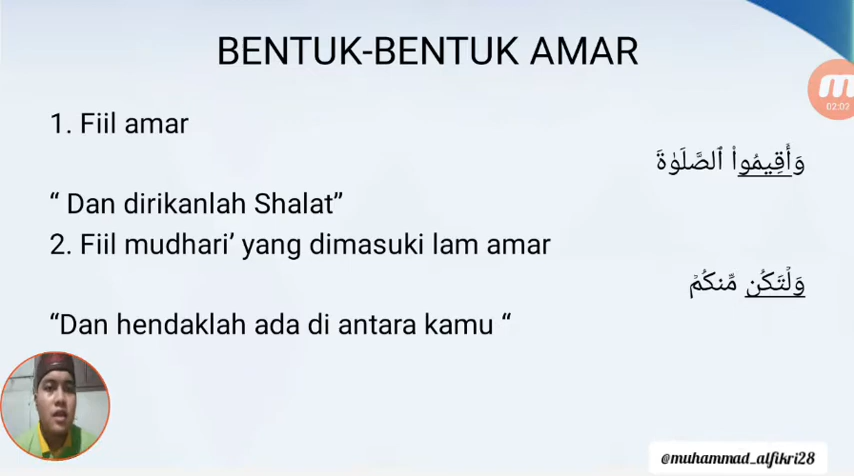 BENTUK-BENTUK AMAR
02:02
1. Fiil amar
وَأَقِيمُوا۟ ٱلصَّلَوٰةَ
“ Dan dirikanlah Shalat”
2. Fiil mudhari’ yang dimasuki lam amar
وَلْتَكُن مِّنكُمْ
“Dan hendaklah ada di antara kamu “
@muhammad_alfikri28